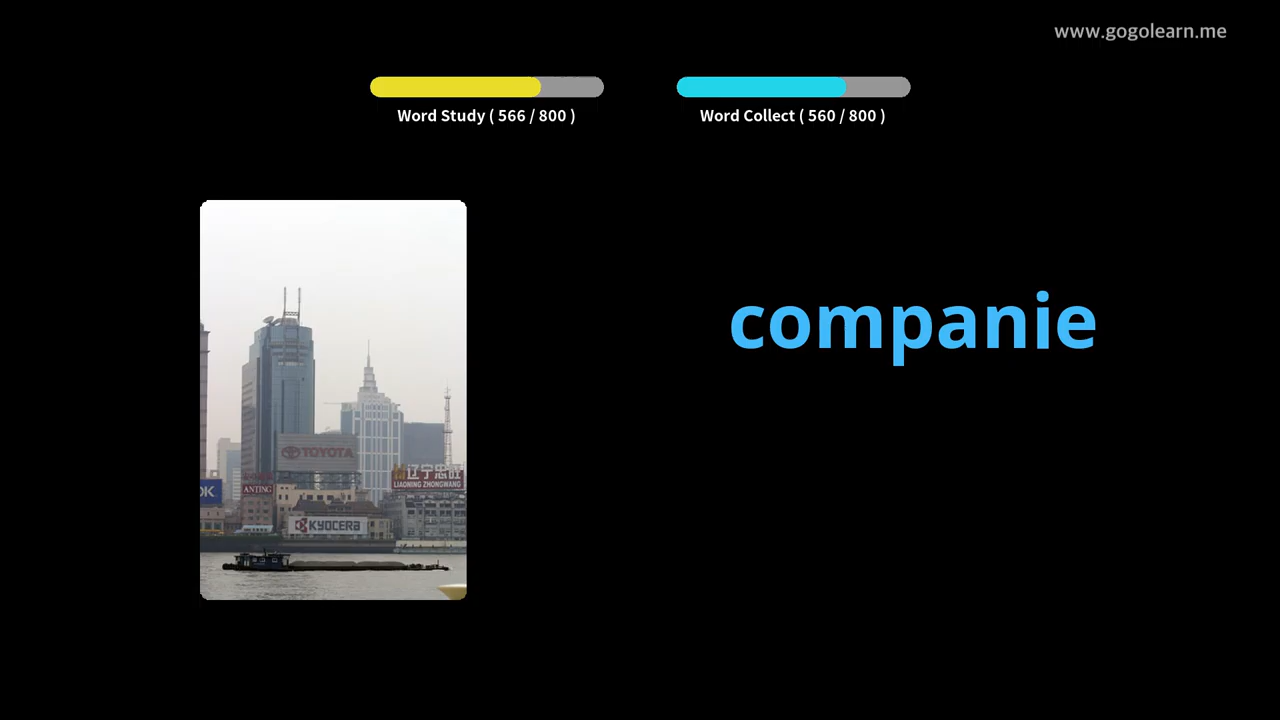 www.gogolearn.me
Word Study ( 566 / 800 )
Word Collect ( 560 / 800 )
companie
TOYOTA
辽宁忠旺
LIAONING ZHONGWANG
ANTING
KYOCERA